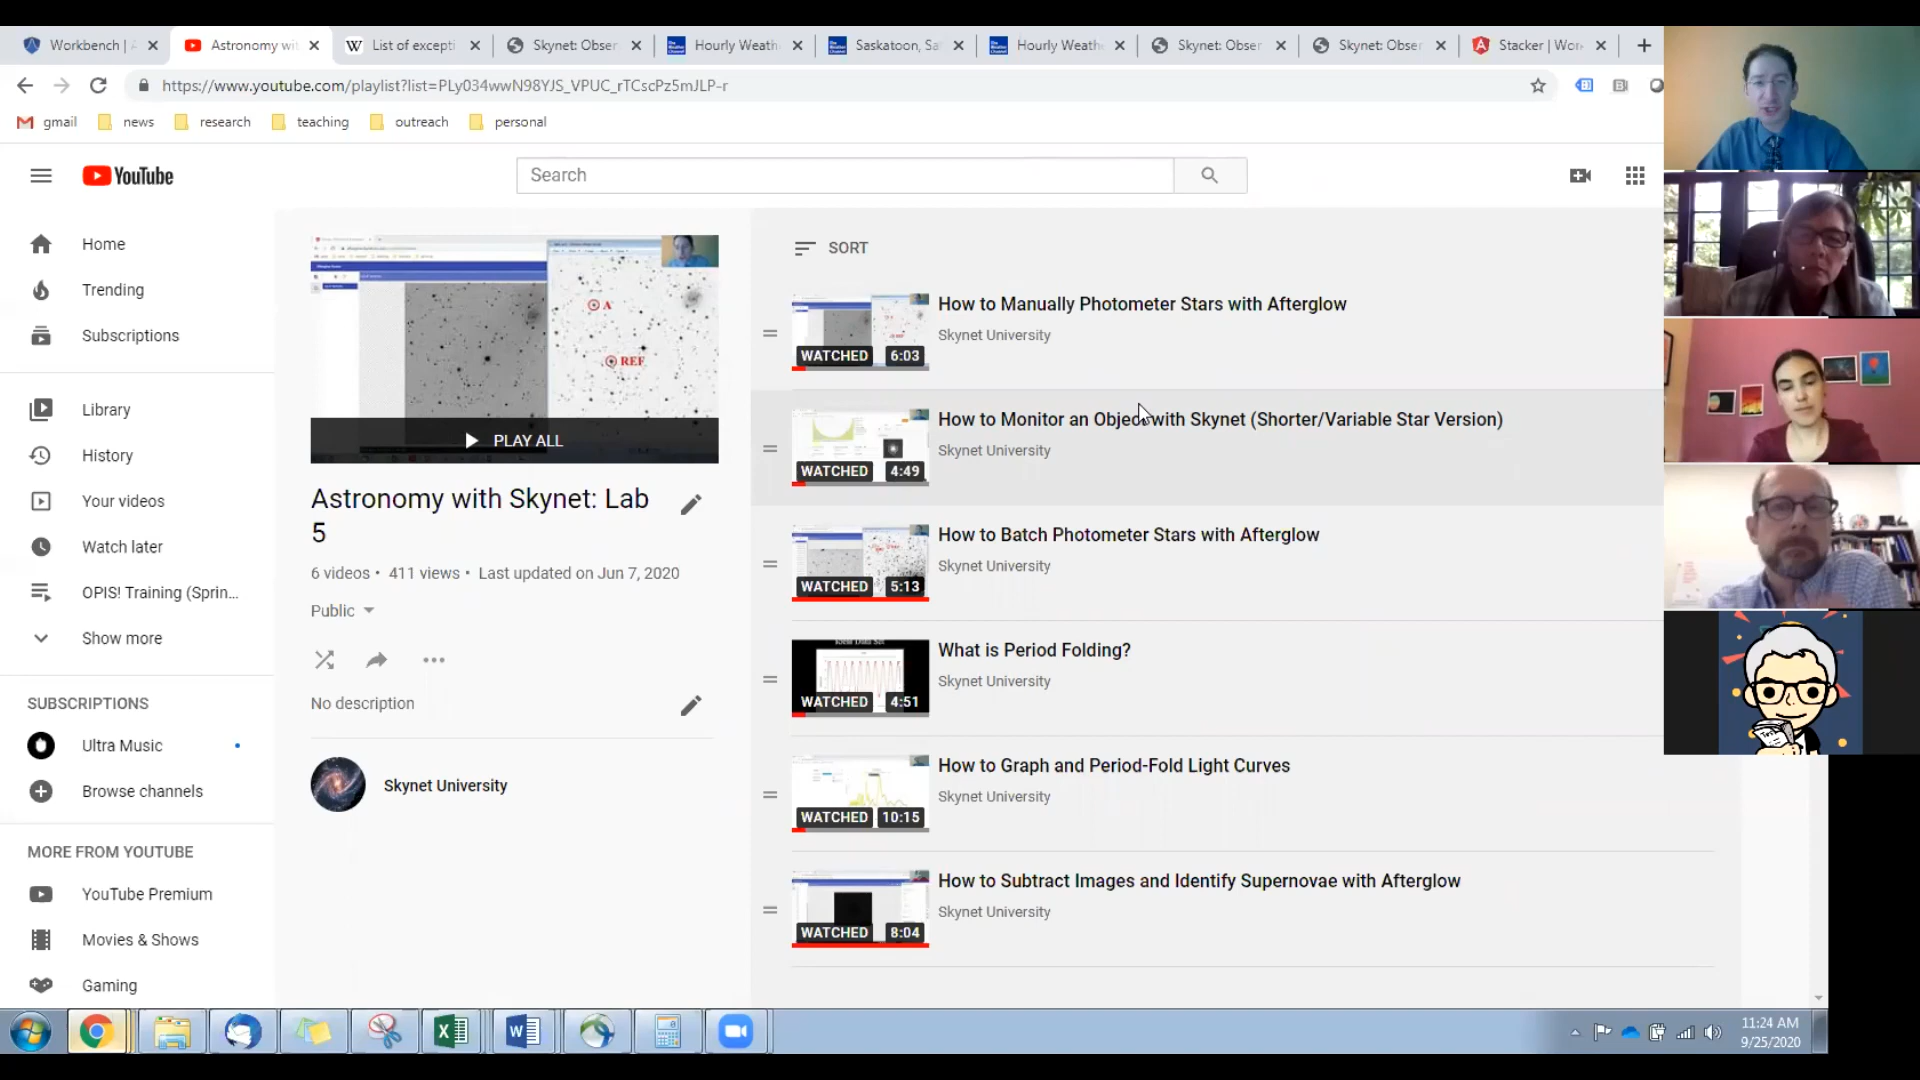 Workbench |
Astronomy wi
List of excepti
Skynet: Obser
Hourly Weath
Saskatoon, Sa
Hourly Weath
Skynet: Obser
Skynet: Obser
Stacker | Wor
https://www.youtube.com/playlist?list=PLy034wwN98YJS_VPUC_rTCscPz5mJLP-r
gmail
news
research
teaching
outreach
personal
YouTube
Search
Home
Trending
Subscriptions
Library
History
Your videos
Watch later
OPIS! Training (Sprin...
Show more
SUBSCRIPTIONS
Ultra Music
Browse channels
MORE FROM YOUTUBE
YouTube Premium
Movies & Shows
Gaming
A
REF
PLAY ALL
Astronomy with Skynet: Lab
5
6 videos • 411 views • Last updated on Jun 7, 2020
Public
No description
Skynet University
SORT
How to Manually Photometer Stars with Afterglow
Skynet University
WATCHED 6:03
How to Monitor an Object with Skynet (Shorter/Variable Star Version)
Skynet University
WATCHED 4:49
How to Batch Photometer Stars with Afterglow
Skynet University
WATCHED 5:13
What is Period Folding?
Skynet University
WATCHED 4:51
How to Graph and Period-Fold Light Curves
Skynet University
WATCHED 10:15
How to Subtract Images and Identify Supernovae with Afterglow
Skynet University
WATCHED 8:04
11:24 AM
9/25/2020